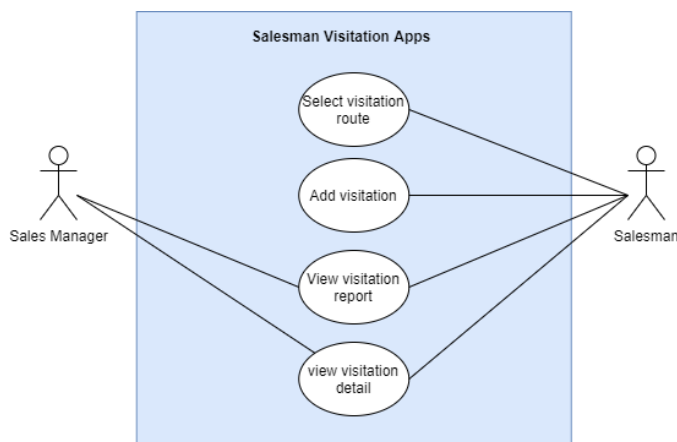 Salesman Visitation Apps
Select visitation
route
Add visitation
Sales Manager
Salesman
View visitation
report
view visitation
detail